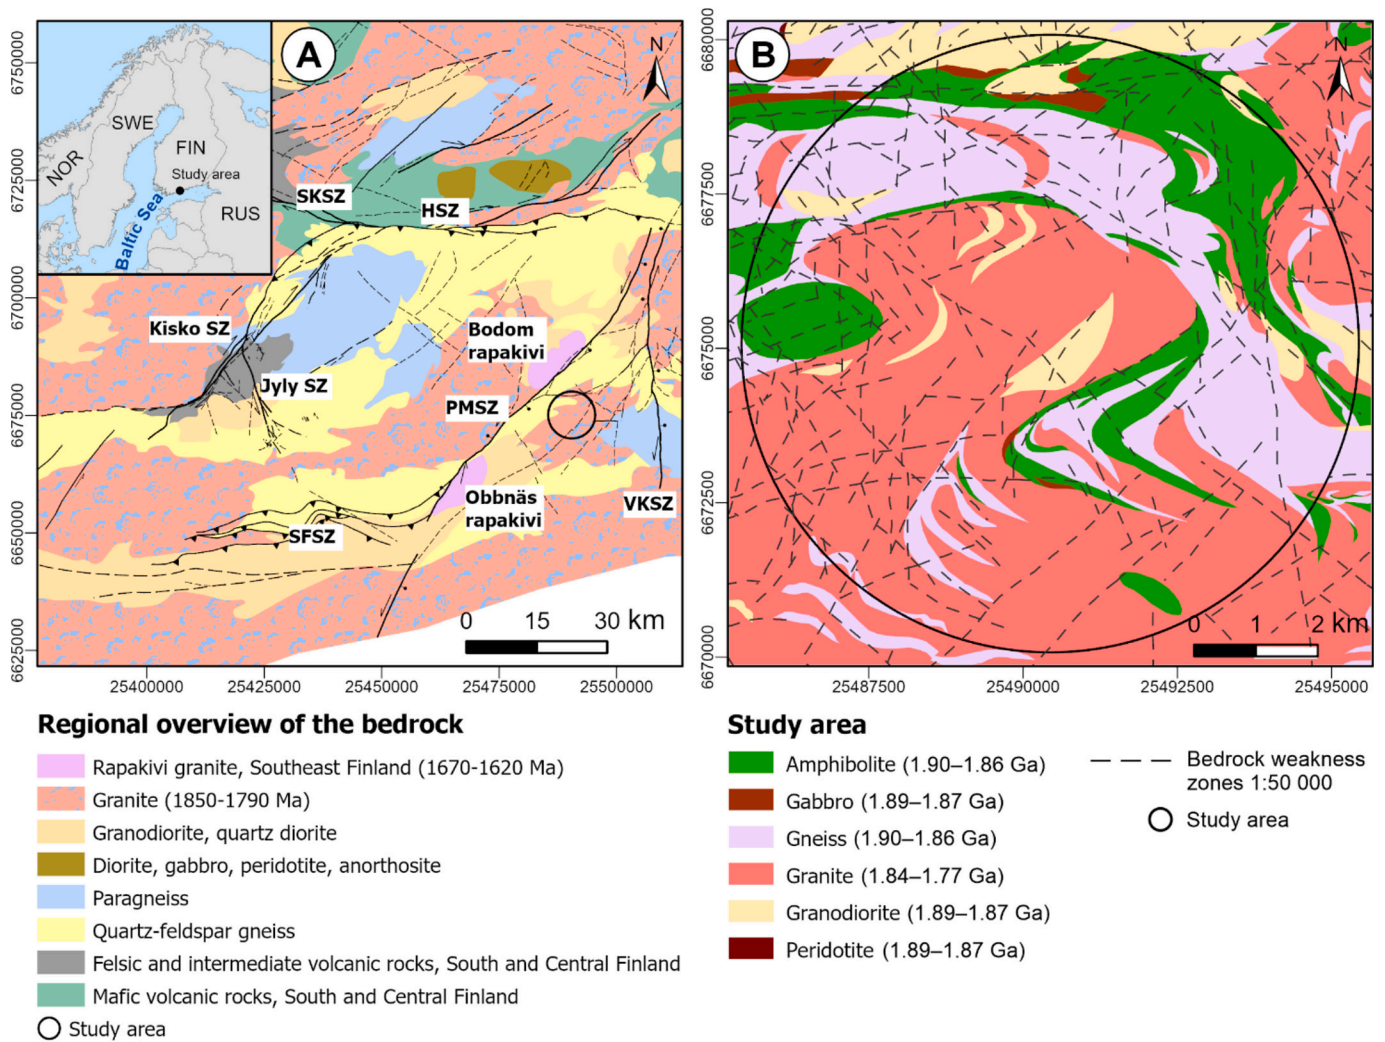 A
N
SWE
FIN
NOR
Study area
RUS
Baltic Sea
SKSZ
HSZ
Kisko SZ
Jyly SZ
Bodom
rapakivi
PMSZ
Obbnäs
rapakivi
VKSZ
SFSZ
0 15 30 km
6750000
6725000
6700000
6675000
6650000
6625000
25400000 25425000 25450000 25475000 25500000
B
N
6680000
6677500
6675000
6672500
6670000
0 1 2 km
25487500 25490000 25492500 25495000
Regional overview of the bedrock
Rapakivi granite, Southeast Finland (1670-1620 Ma)
Granite (1850-1790 Ma)
Granodiorite, quartz diorite
Diorite, gabbro, peridotite, anorthosite
Paragneiss
Quartz-feldspar gneiss
Felsic and intermediate volcanic rocks, South and Central Finland
Mafic volcanic rocks, South and Central Finland
Study area
Study area
Amphibolite (1.90–1.86 Ga)
Gabbro (1.89–1.87 Ga)
Gneiss (1.90–1.86 Ga)
Granite (1.84–1.77 Ga)
Granodiorite (1.89–1.87 Ga)
Peridotite (1.89–1.87 Ga)
Bedrock weakness
zones 1:50 000
Study area